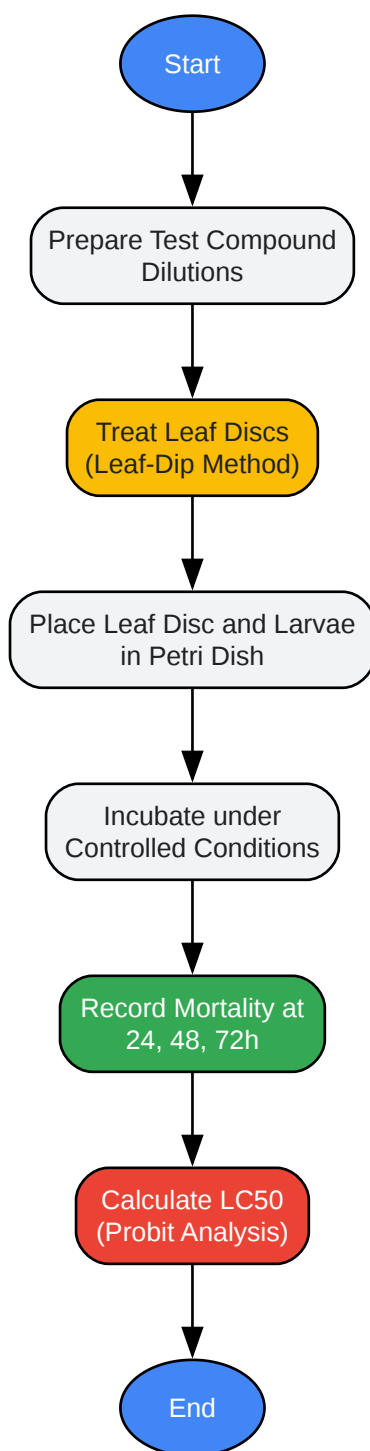 Start
Prepare Test Compound
Dilutions
Treat Leaf Discs
(Leaf-Dip Method)
Place Leaf Disc and Larvae
in Petri Dish
Incubate under
Controlled Conditions
Record Mortality at
24, 48, 72h
Calculate LC50
(Probit Analysis)
End